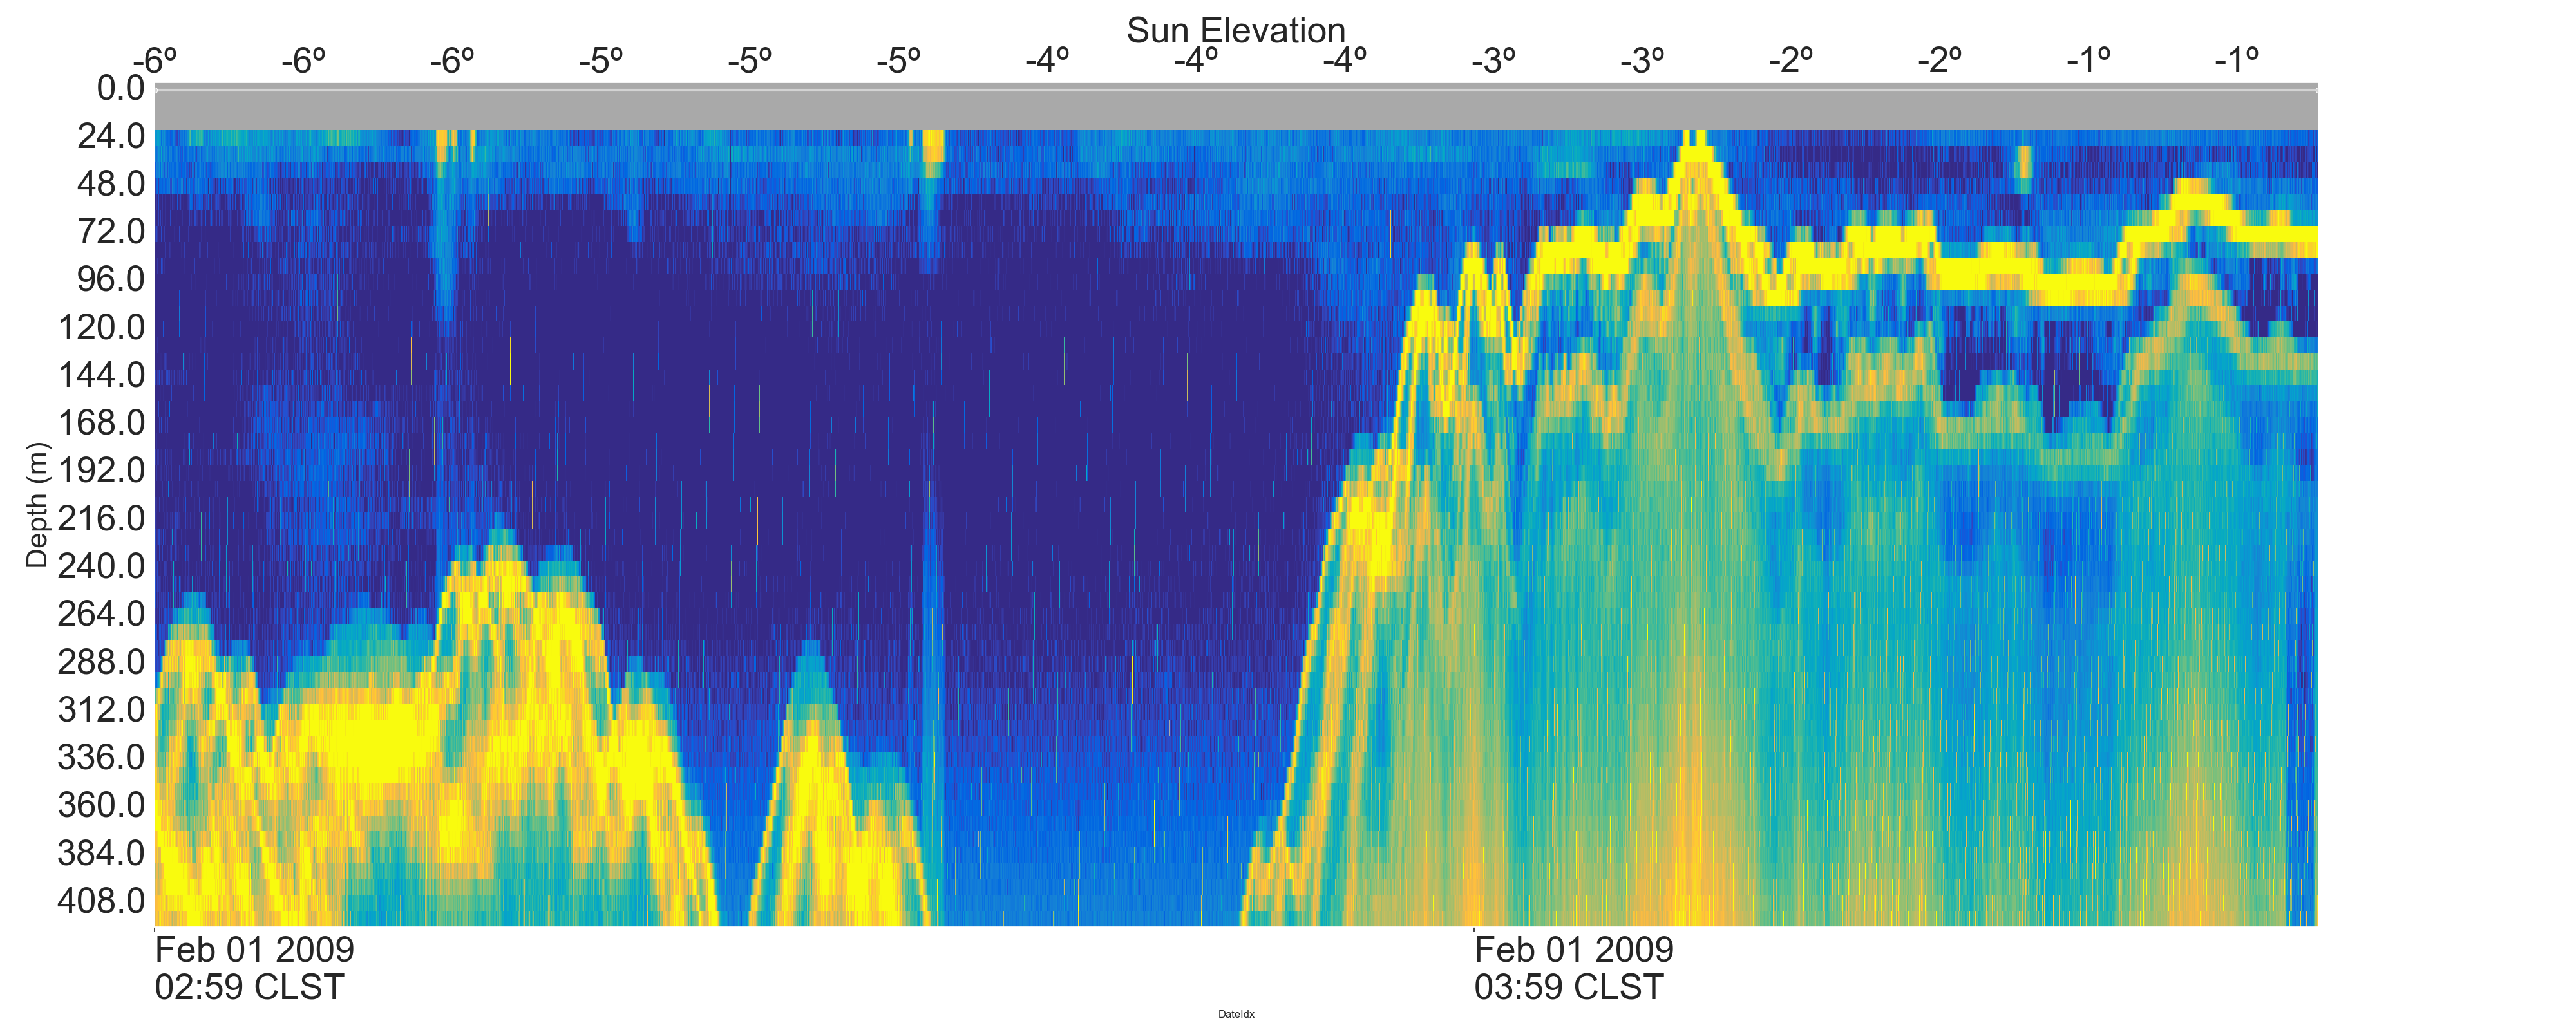 Sun Elevation
-6º -6º -6º -5º -5º -5º -4º -4º -4º -3º -3º -2º -2º -1º -1º
0.0
24.0
48.0
72.0
96.0
120.0
144.0
168.0
192.0
216.0
240.0
264.0
288.0
312.0
336.0
360.0
384.0
408.0
Depth (m)
Feb 01 2009
02:59 CLST
Feb 01 2009
03:59 CLST
DateIdx